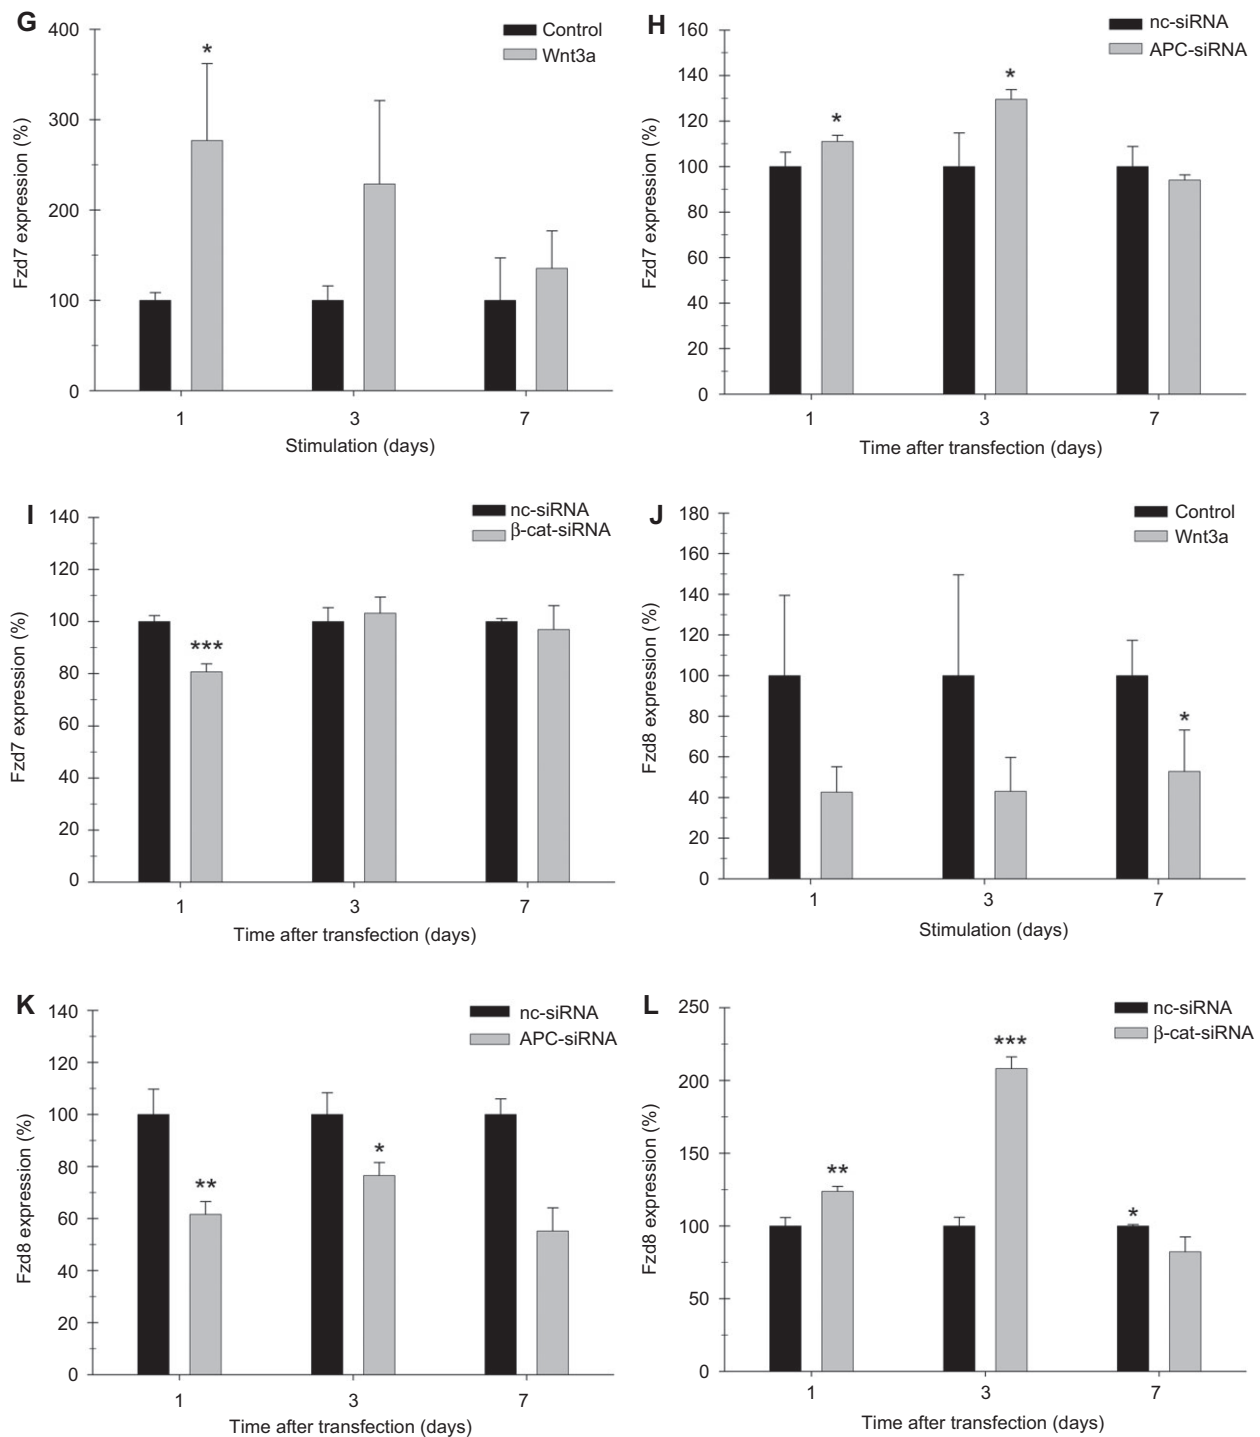 G
Control
Wnt3a
Fzd7 expression (%)
400
300
200
100
0
*
1 3 7
Stimulation (days)
H
nc-siRNA
APC-siRNA
Fzd7 expression (%)
160
140
120
100
80
60
40
20
0
*
*
1 3 7
Time after transfection (days)
I
nc-siRNA
β-cat-siRNA
Fzd7 expression (%)
140
120
100
80
60
40
20
0
***
1 3 7
Time after transfection (days)
J
Control
Wnt3a
Fzd8 expression (%)
180
160
140
120
100
80
60
40
20
0
*
1 3 7
Stimulation (days)
K
nc-siRNA
APC-siRNA
Fzd8 expression (%)
140
120
100
80
60
40
20
0
**
*
1 3 7
Time after transfection (days)
L
nc-siRNA
β-cat-siRNA
Fzd8 expression (%)
250
200
150
100
50
0
**
***
*
1 3 7
Time after transfection (days)